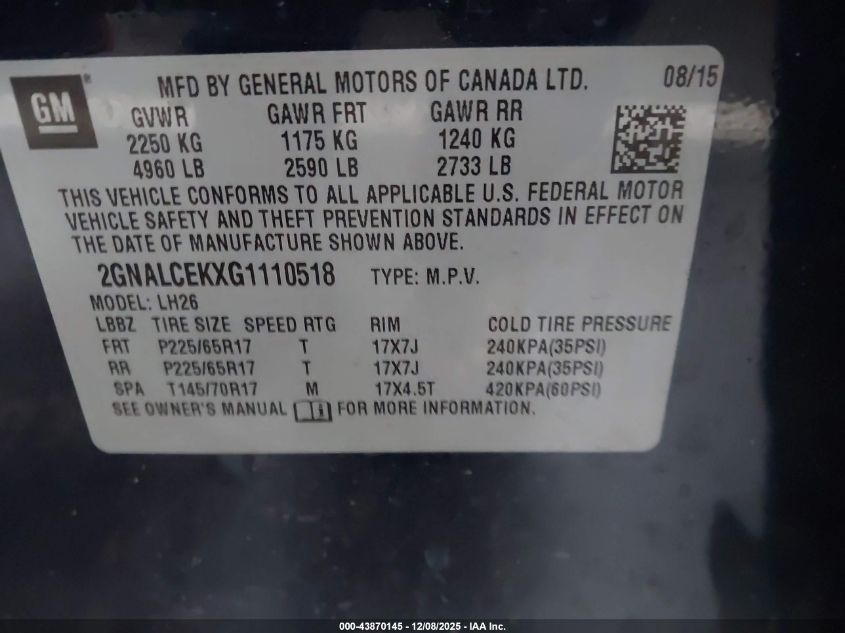 GM® MFD BY GENERAL MOTORS OF CANADA LTD. 08/15
GVWR GAWR FRT GAWR RR
2250 KG 1175 KG 1240 KG
4960 LB 2590 LB 2733 LB
THIS VEHICLE CONFORMS TO ALL APPLICABLE U.S. FEDERAL MOTOR
VEHICLE SAFETY AND THEFT PREVENTION STANDARDS IN EFFECT ON
THE DATE OF MANUFACTURE SHOWN ABOVE.
2GNALCEKXG1110518 TYPE: M.P.V.
MODEL: LH26
LBBZ TIRE SIZE SPEED RTG RIM COLD TIRE PRESSURE
FRT P225/65R17 T 17X7J 240KPA(35PSI)
RR P225/65R17 T 17X7J 240KPA(35PSI)
SPA T145/70R17 M 17X4.5T 420KPA(60PSI)
SEE OWNER'S MANUAL i FOR MORE INFORMATION.
000-43870145 - 12/08/2025 - IAA Inc.